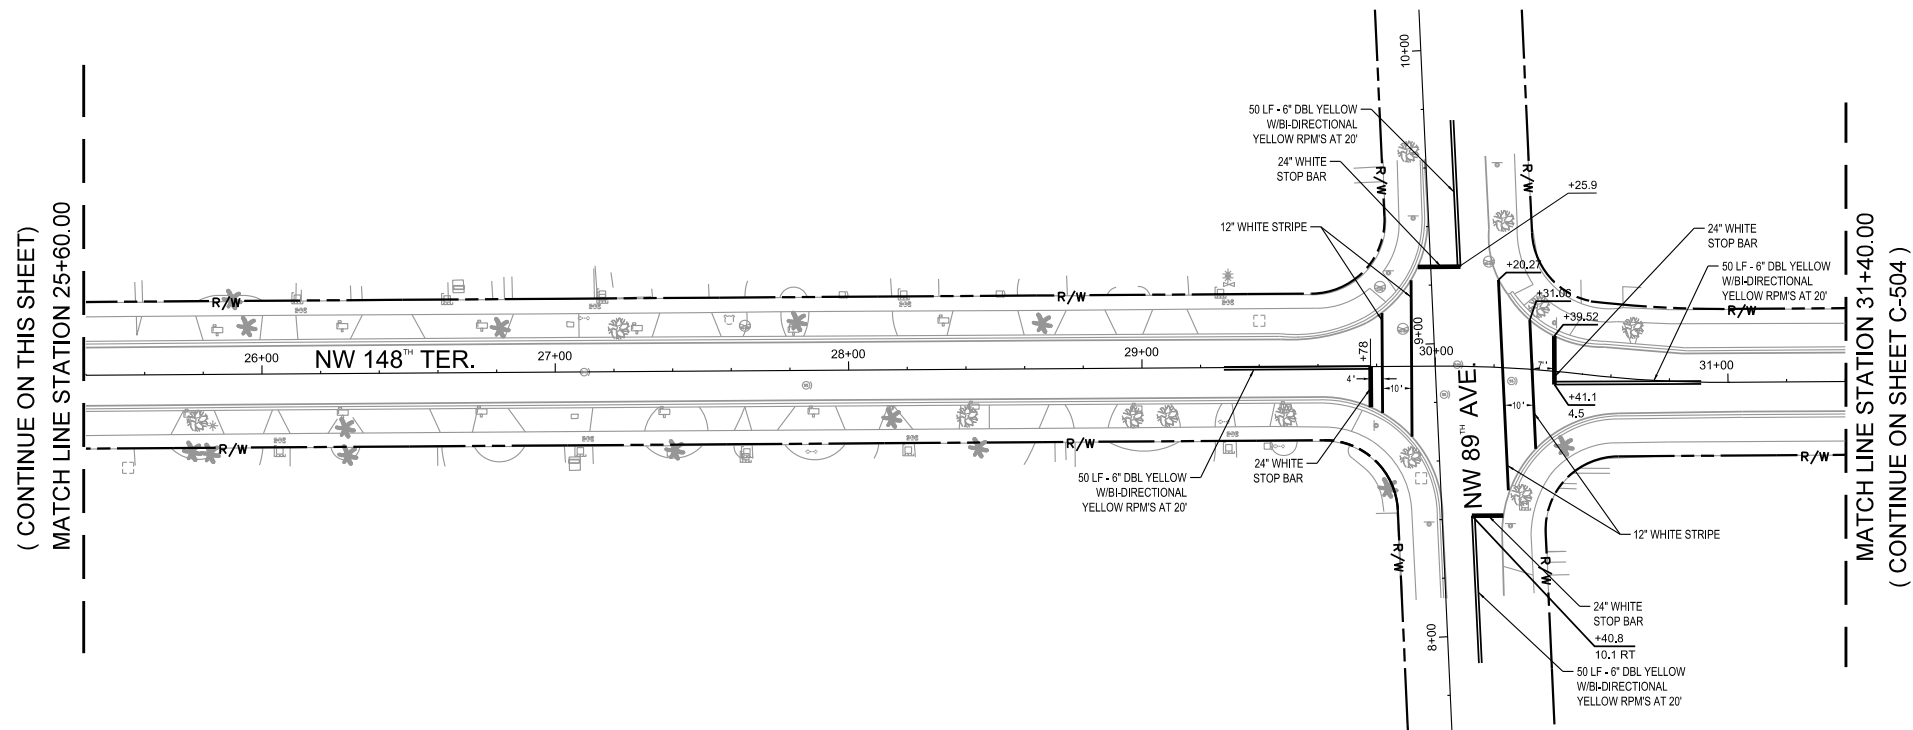 ( CONTINUE ON THIS SHEET)
MATCH LINE STATION 25+60.00
10+00
50 LF - 6" DBL YELLOW
W/BI-DIRECTIONAL
YELLOW RPM'S AT 20'
24" WHITE
STOP BAR
12" WHITE STRIPE
R/W
R/W
+25.9
24" WHITE
STOP BAR
50 LF - 6" DBL YELLOW
W/BI-DIRECTIONAL
YELLOW RPM'S AT 20'
+20.27
+31.06
+39.52
R/W
R/W
R/W
26+00
NW 148TH TER.
27+00
28+00
29+00
+78
9+00
30+00
7'
31+00
4'
10'
10'
+41.1
4.5
NW 89TH AVE.
R/W
R/W
R/W
50 LF - 6" DBL YELLOW
W/BI-DIRECTIONAL
YELLOW RPM'S AT 20'
24" WHITE
STOP BAR
12" WHITE STRIPE
R/W
R/W
8+00
24" WHITE
STOP BAR
+40.8
10.1 RT
50 LF - 6" DBL YELLOW
W/BI-DIRECTIONAL
YELLOW RPM'S AT 20'
MATCH LINE STATION 31+40.00
( CONTINUE ON SHEET C-504 )